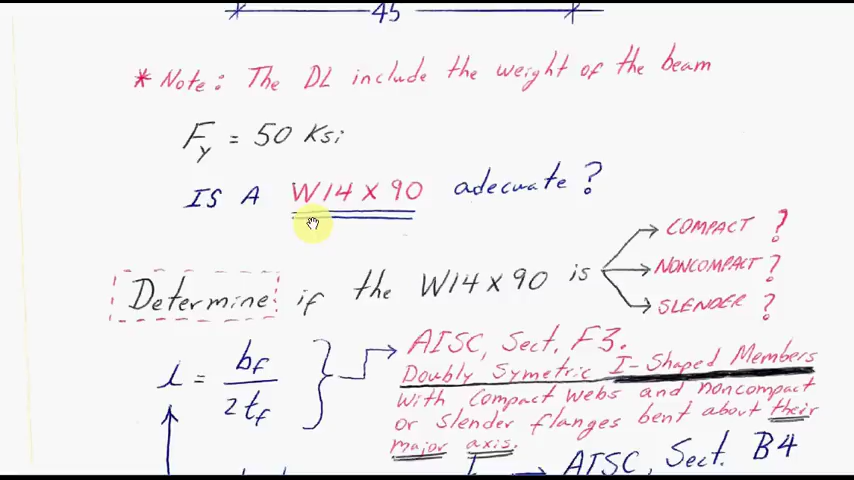 45
* Note: The DL include the weight of the beam
Fy = 50 Ksi
IS A W14 X 90 adequate ?
COMPACT ?
Determine if the W14 X 90 is NONCOMPACT ?
SLENDER ?
AISC, Sect. F3.
λ = bf / 2tf
Doubly Symetric I-Shaped Members
With Compact Webs and noncompact
or Slender flanges bent about their
major axis.
AISC, Sect. B4